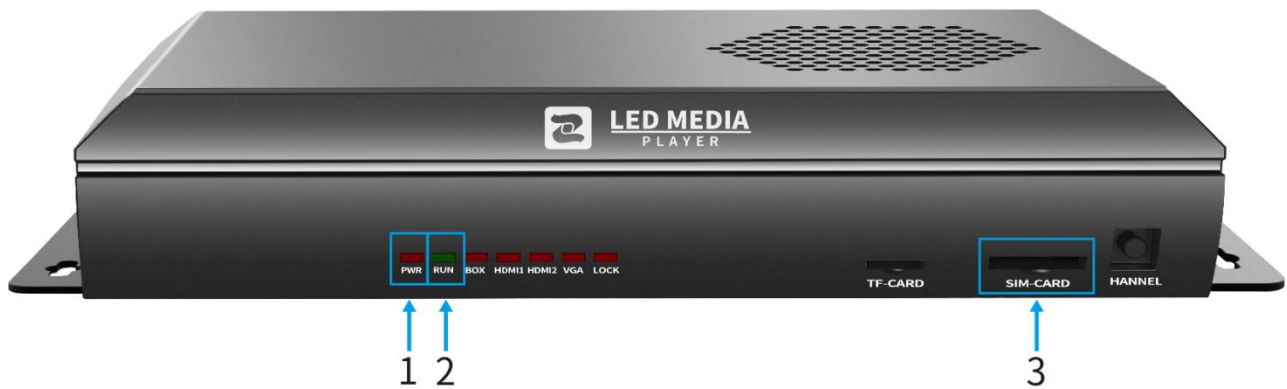 LED MEDIA
PLAYER
PWR RUN BOX HDMI1 HDMI2 VGA LOCK
TF-CARD SIM-CARD HANNEL
1 2 3